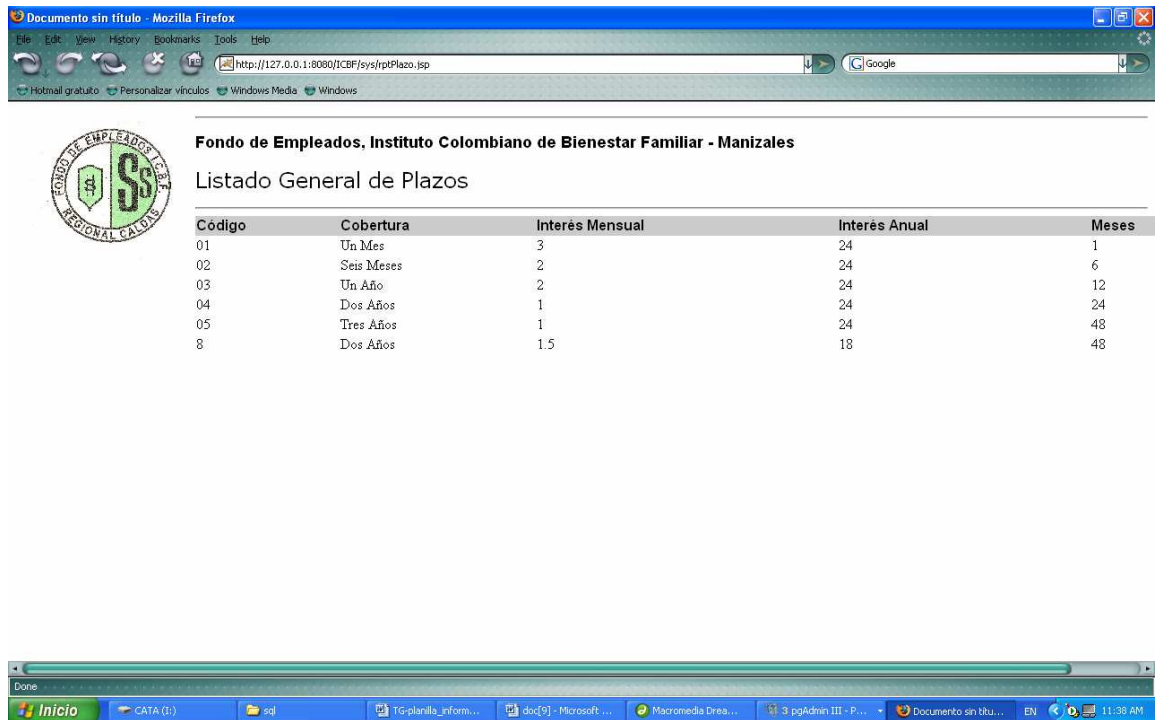 Documento sin título - Mozilla Firefox
File Edit View History Bookmarks Tools Help
http://127.0.0.1:8080/ICBF/sys/rptPlazo.jsp
Google
Hotmail gratuito Personalizar vínculos Windows Media Windows
FONDO DE EMPLEADOS I.C.B.F.
Ss
REGIONAL CALDAS
Fondo de Empleados, Instituto Colombiano de Bienestar Familiar - Manizales
Listado General de Plazos
Código Cobertura Interés Mensual Interés Anual Meses
01 Un Mes 3 24 1
02 Seis Meses 2 24 6
03 Un Año 2 24 12
04 Dos Años 1 24 24
05 Tres Años 1 24 48
8 Dos Años 1.5 18 48
Done
Inicio CATA (I:) sql TG-planilla_inform... doc[9] - Microsoft ... Macromedia Drea... 3 pgAdmin III - P... Documento sin títu... EN 11:38 AM